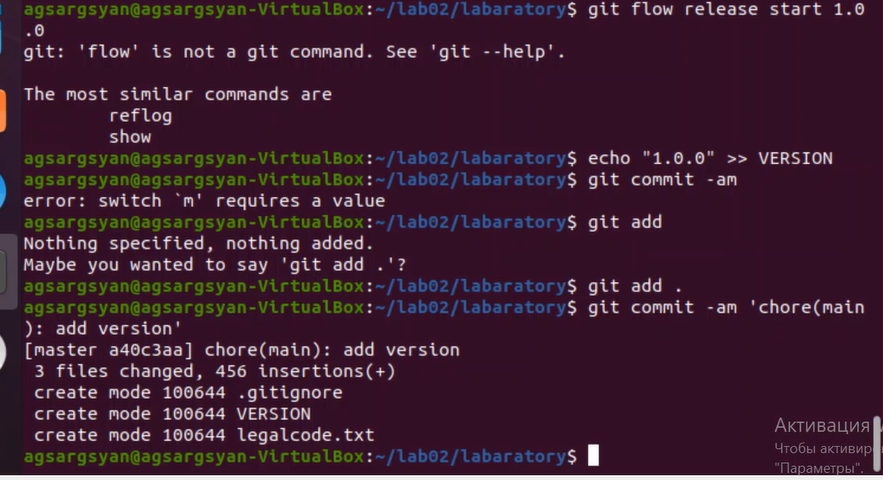 agsargsyan@agsargsyan-VirtualBox:~/lab02/labaratory$ git flow release start 1.0
.0
git: 'flow' is not a git command. See 'git --help'.
The most similar commands are
reflog
show
agsargsyan@agsargsyan-VirtualBox:~/lab02/labaratory$ echo "1.0.0" >> VERSION
agsargsyan@agsargsyan-VirtualBox:~/lab02/labaratory$ git commit -am
error: switch `m' requires a value
agsargsyan@agsargsyan-VirtualBox:~/lab02/labaratory$ git add
Nothing specified, nothing added.
Maybe you wanted to say 'git add .'?
agsargsyan@agsargsyan-VirtualBox:~/lab02/labaratory$ git add .
agsargsyan@agsargsyan-VirtualBox:~/lab02/labaratory$ git commit -am 'chore(main
): add version'
[master a40c3aa] chore(main): add version
3 files changed, 456 insertions(+)
create mode 100644 .gitignore
create mode 100644 VERSION
create mode 100644 legalcode.txt
agsargsyan@agsargsyan-VirtualBox:~/lab02/labaratory$
Активация
Чтобы
"Параметры".